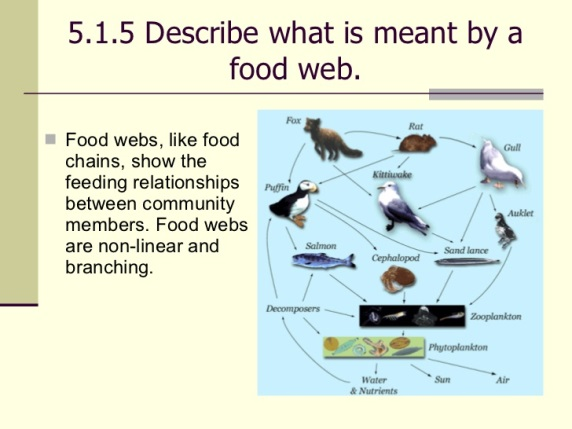 5.1.5 Describe what is meant by a
food web.
Food webs, like food
chains, show the
feeding relationships
between community
members. Food webs
are non-linear and
branching.
Fox
Rat
Gull
Kittiwake
Puffin
Auklet
Salmon
Sand lance
Cephalopod
Decomposers
Zooplankton
Phytoplankton
Water
& Nutrients
Sun
Air